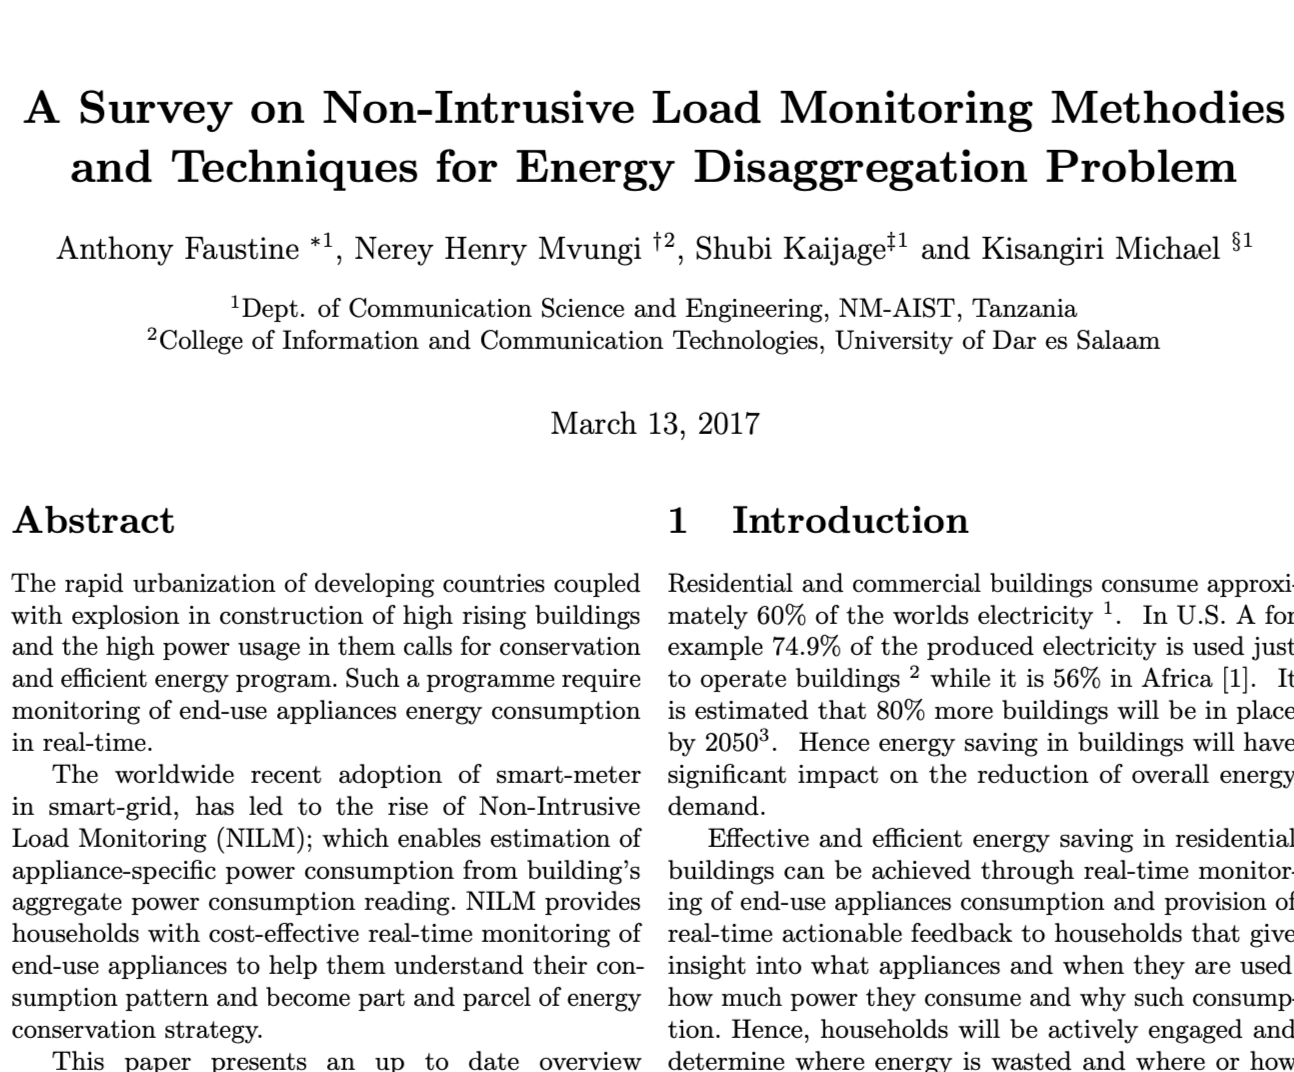 A Survey on Non-Intrusive Load Monitoring Methodies
and Techniques for Energy Disaggregation Problem
Anthony Faustine *1, Nerey Henry Mvungi †2, Shubi Kaijage‡1 and Kisangiri Michael §1
1Dept. of Communication Science and Engineering, NM-AIST, Tanzania
2College of Information and Communication Technologies, University of Dar es Salaam
March 13, 2017
Abstract
The rapid urbanization of developing countries coupled
with explosion in construction of high rising buildings
and the high power usage in them calls for conservation
and efficient energy program. Such a programme require
monitoring of end-use appliances energy consumption
in real-time.
The worldwide recent adoption of smart-meter
in smart-grid, has led to the rise of Non-Intrusive
Load Monitoring (NILM); which enables estimation of
appliance-specific power consumption from building's
aggregate power consumption reading. NILM provides
households with cost-effective real-time monitoring of
end-use appliances to help them understand their con-
sumption pattern and become part and parcel of energy
conservation strategy.
This paper presents an up to date overview
1 Introduction
Residential and commercial buildings consume approxi-
mately 60% of the worlds electricity 1. In U.S. A for
example 74.9% of the produced electricity is used just
to operate buildings 2 while it is 56% in Africa [1]. It
is estimated that 80% more buildings will be in place
by 20503. Hence energy saving in buildings will have
significant impact on the reduction of overall energy
demand.
Effective and efficient energy saving in residential
buildings can be achieved through real-time monitor-
ing of end-use appliances consumption and provision of
real-time actionable feedback to households that give
insight into what appliances and when they are used
how much power they consume and why such consump-
tion. Hence, households will be actively engaged and
determine where energy is wasted and where or how